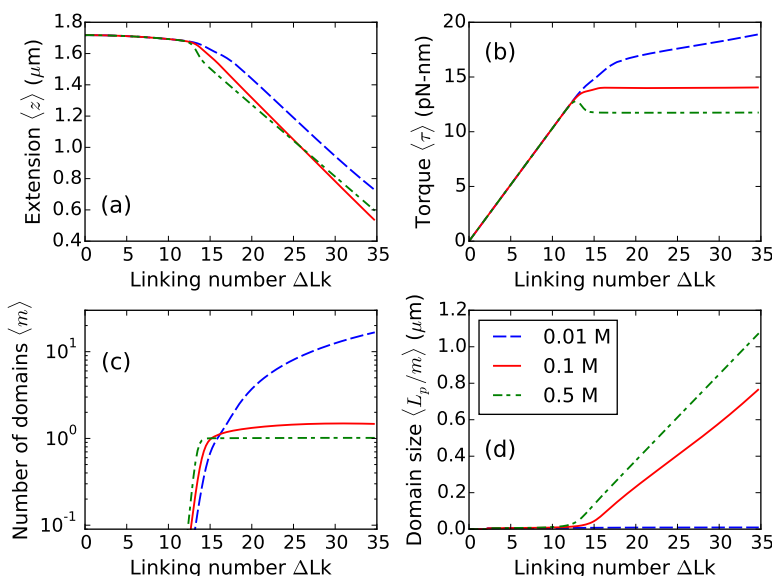 1.8
1.6
1.4
1.2
1.0
0.8
0.6
0.4
Extension ⟨z⟩ (μm)
(a)
0 5 10 15 20 25 30 35
Linking number ΔLk
20
15
10
5
0
Torque ⟨τ⟩ (pN-nm)
(b)
0 5 10 15 20 25 30 35
Linking number ΔLk
10¹
10⁰
10⁻¹
Number of domains ⟨m⟩
(c)
0 5 10 15 20 25 30 35
Linking number ΔLk
1.2
1.0
0.8
0.6
0.4
0.2
0.0
Domain size ⟨Lₚ/m⟩ (μm)
0.01 M
0.1 M
0.5 M
(d)
0 5 10 15 20 25 30 35
Linking number ΔLk